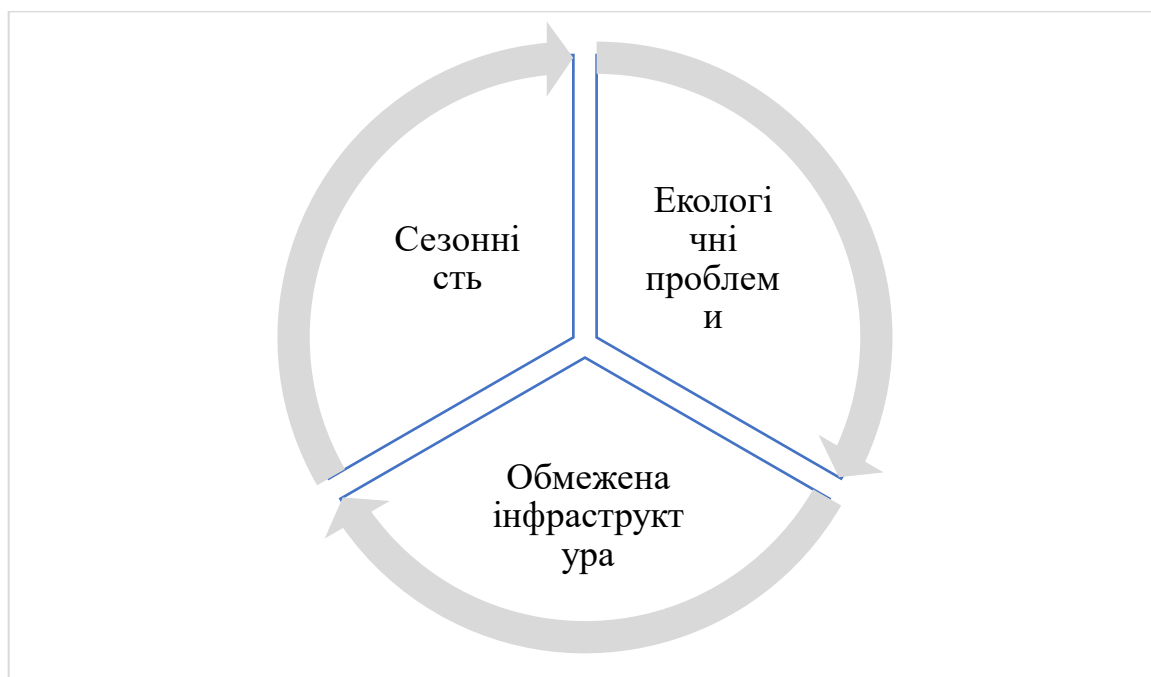 Екологі
чні
проблем
и
Обмежена
інфраструкт
ура
Сезонні
сть